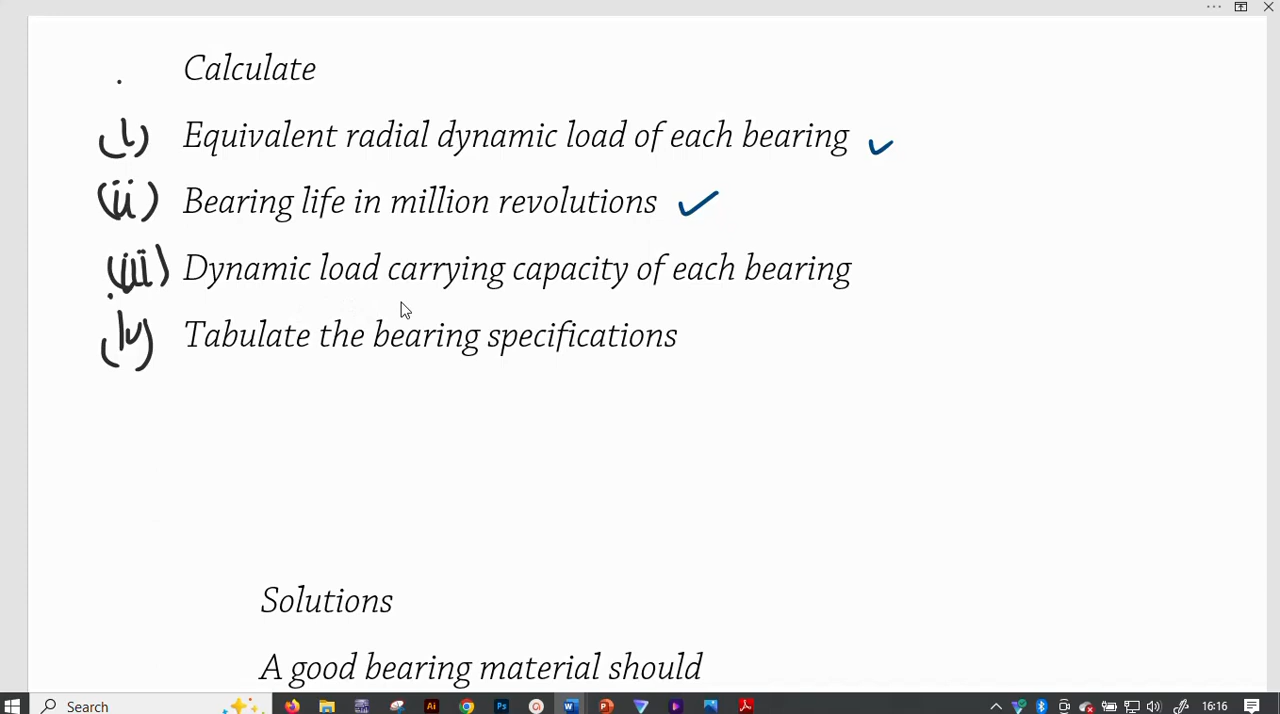 Calculate
(i) Equivalent radial dynamic load of each bearing
(ii) Bearing life in million revolutions
(iii) Dynamic load carrying capacity of each bearing
(iv) Tabulate the bearing specifications
Solutions
A good bearing material should
Search
16:16